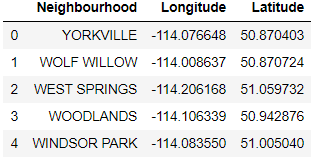 Neighbourhood Longitude Latitude
0 YORKVILLE -114.076648 50.870403
1 WOLF WILLOW -114.008637 50.870724
2 WEST SPRINGS -114.206168 51.059732
3 WOODLANDS -114.106339 50.942876
4 WINDSOR PARK -114.083550 51.005040